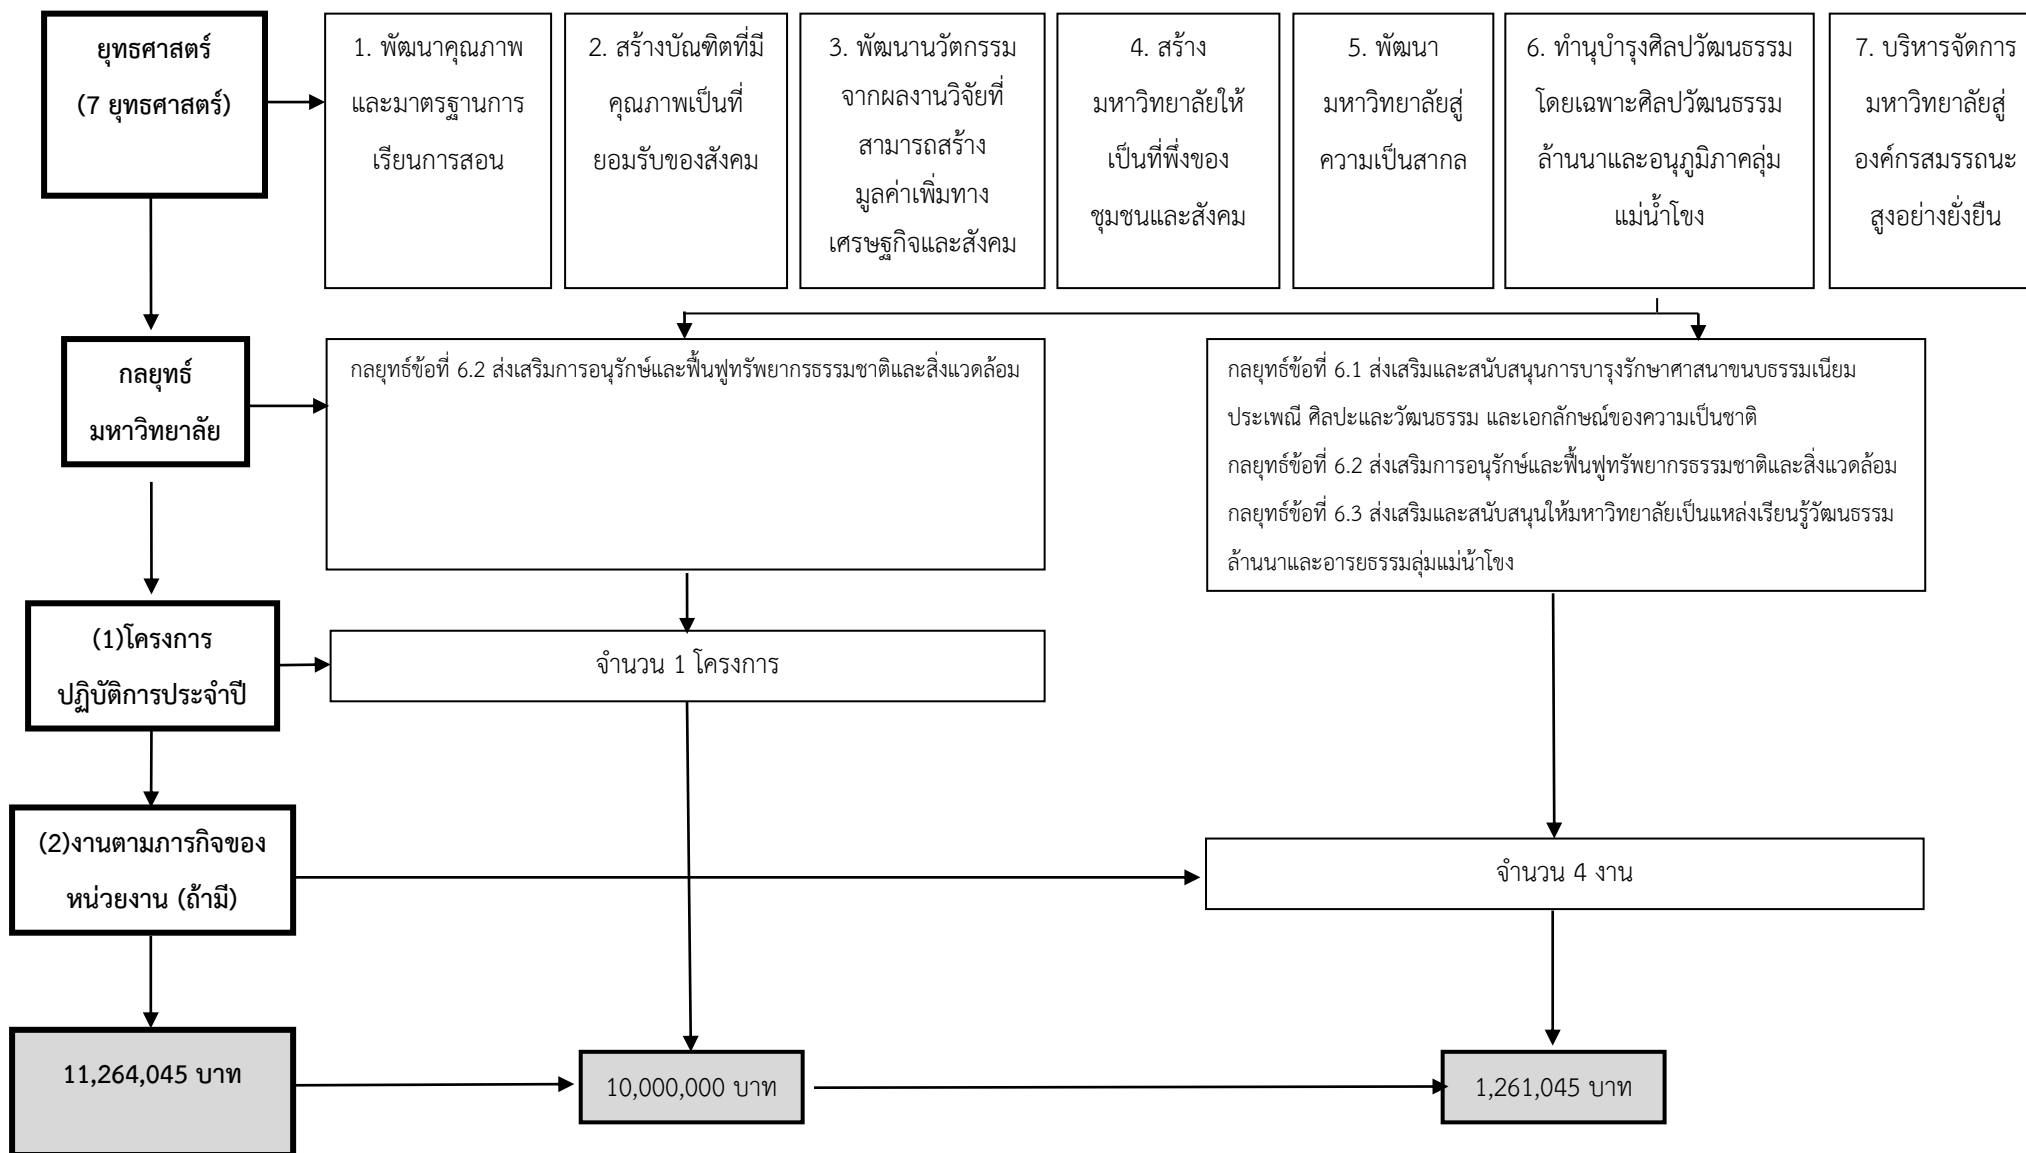 ยุทธศาสตร์
(7 ยุทธศาสตร์)
1. พัฒนาคุณภาพ
และมาตรฐานการ
เรียนการสอน
2. สร้างบัณฑิตที่มี
คุณภาพเป็นที่
ยอมรับของสังคม
3. พัฒนานวัตกรรม
จากผลงานวิจัยที่
สามารถสร้าง
มูลค่าเพิ่มทาง
เศรษฐกิจและสังคม
4. สร้าง
มหาวิทยาลัยให้
เป็นที่พึ่งของ
ชุมชนและสังคม
5. พัฒนา
มหาวิทยาลัยสู่
ความเป็นสากล
6. ทำนุบำรุงศิลปวัฒนธรรม
โดยเฉพาะศิลปวัฒนธรรม
ล้านนาและอนุภูมิภาคลุ่ม
แม่น้ำโขง
7. บริหารจัดการ
มหาวิทยาลัยสู่
องค์กรสมรรถนะ
สูงอย่างยั่งยืน
กลยุทธ์
มหาวิทยาลัย
กลยุทธ์ข้อที่ 6.2 ส่งเสริมการอนุรักษ์และฟื้นฟูทรัพยากรธรรมชาติและสิ่งแวดล้อม
กลยุทธ์ข้อที่ 6.1 ส่งเสริมและสนับสนุนการบารุงรักษาศาสนาขนบธรรมเนียม
ประเพณี ศิลปะและวัฒนธรรม และเอกลักษณ์ของความเป็นชาติ
กลยุทธ์ข้อที่ 6.2 ส่งเสริมการอนุรักษ์และฟื้นฟูทรัพยากรธรรมชาติและสิ่งแวดล้อม
กลยุทธ์ข้อที่ 6.3 ส่งเสริมและสนับสนุนให้มหาวิทยาลัยเป็นแหล่งเรียนรู้วัฒนธรรม
ล้านนาและอารยธรรมลุ่มแม่น้าโขง
(1)โครงการ
ปฏิบัติการประจำปี
จำนวน 1 โครงการ
(2)งานตามภารกิจของ
หน่วยงาน (ถ้ามี)
จำนวน 4 งาน
11,264,045 บาท
10,000,000 บาท
1,261,045 บาท